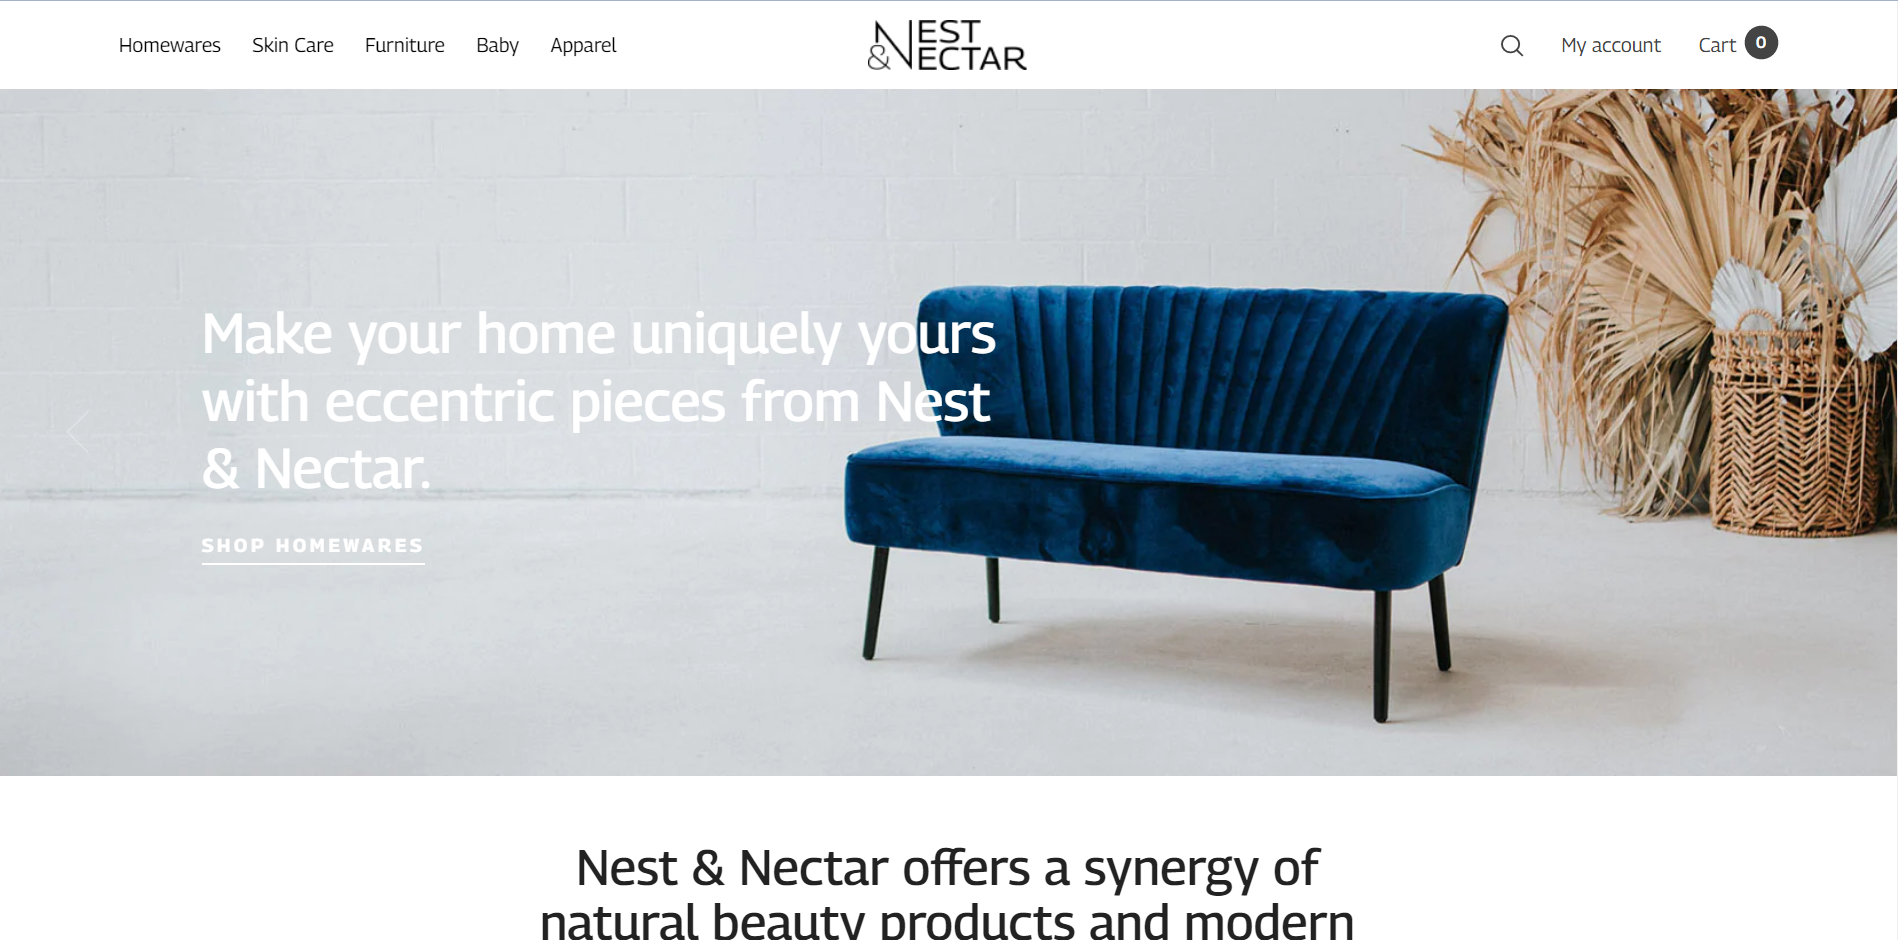 Homewares Skin Care Furniture Baby Apparel
NEST
&NECTAR
My account Cart 0
Make your home uniquely yours
with eccentric pieces from Nest
& Nectar.
SHOP HOMEWARES
Nest & Nectar offers a synergy of
natural beauty products and modern